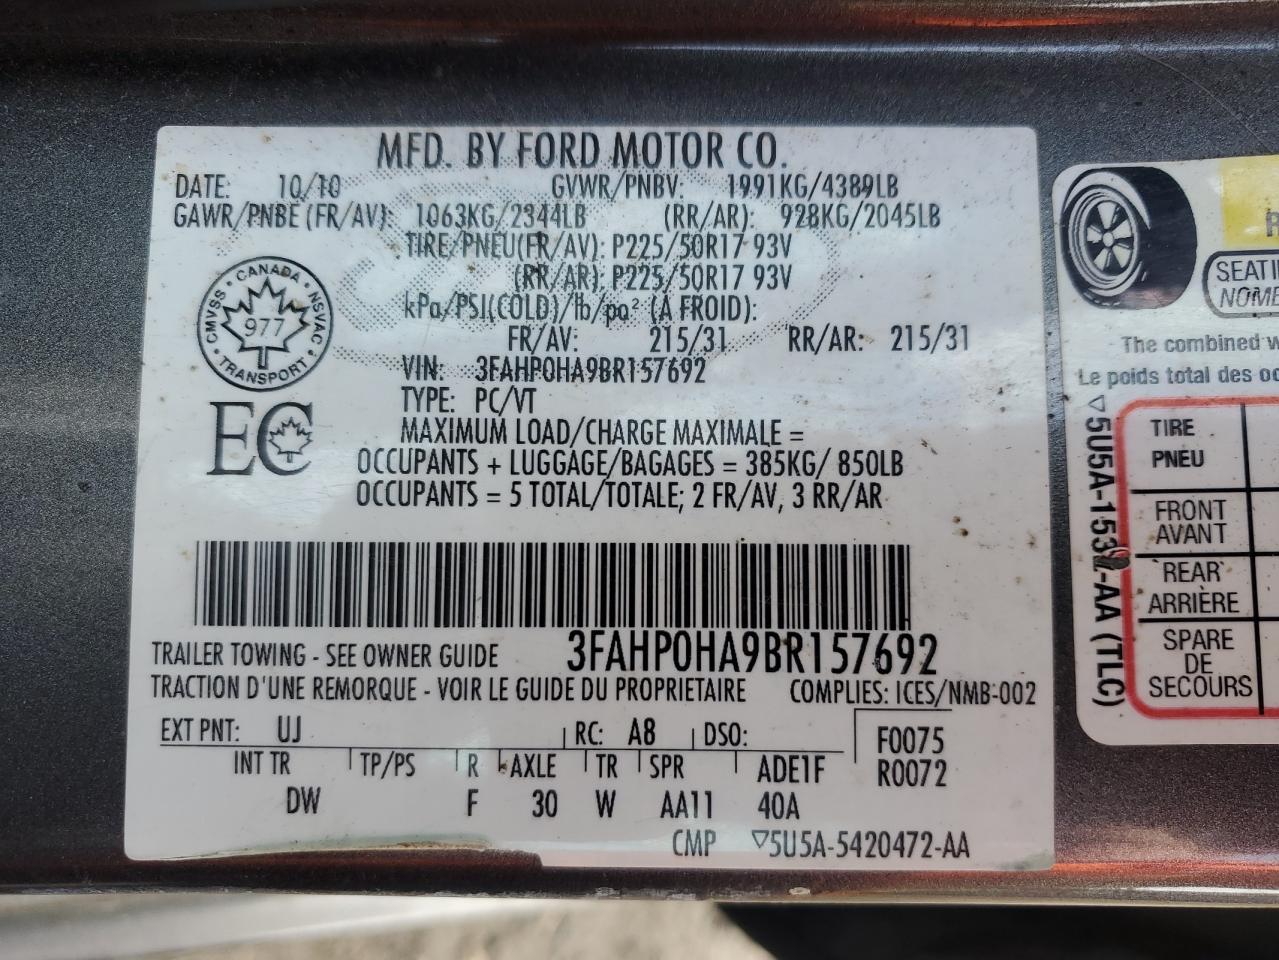 MFD. BY FORD MOTOR CO.
DATE: 10/10 GVWR/PNBV: 1991KG/4389LB
GAWR/PNBE (FR/AV): 1063KG/2344LB (RR/AR): 928KG/2045LB
TIRE/PNEU(FR/AV): P225/50R17 93V
(RR/AR): P225/50R17 93V
kPa/PSI(COLD)/lb/po² (À FROID):
FR/AV: 215/31 RR/AR: 215/31
VIN: 3FAHP0HA9BR157692
TYPE: PC/VT
MAXIMUM LOAD/CHARGE MAXIMALE =
OCCUPANTS + LUGGAGE/BAGAGES = 385KG/ 850LB
OCCUPANTS = 5 TOTAL/TOTALE; 2 FR/AV, 3 RR/AR
CANADA
CMVSS 977 NSVAC
TRANSPORT
EC
3FAHP0HA9BR157692
TRAILER TOWING - SEE OWNER GUIDE
TRACTION D'UNE REMORQUE - VOIR LE GUIDE DU PROPRIETAIRE COMPLIES: ICES/NMB-002
EXT PNT: UJ RC: A8 DSO: F0075
INT TR TP/PS R AXLE TR SPR ADE1F R0072
DW F 30 W AA11 40A
CMP ▽5U5A-5420472-AA
SEATI
NOME
The combined w
Le poids total des oc
TIRE
PNEU
FRONT
AVANT
REAR
ARRIÈRE
SPARE
DE
SECOURS